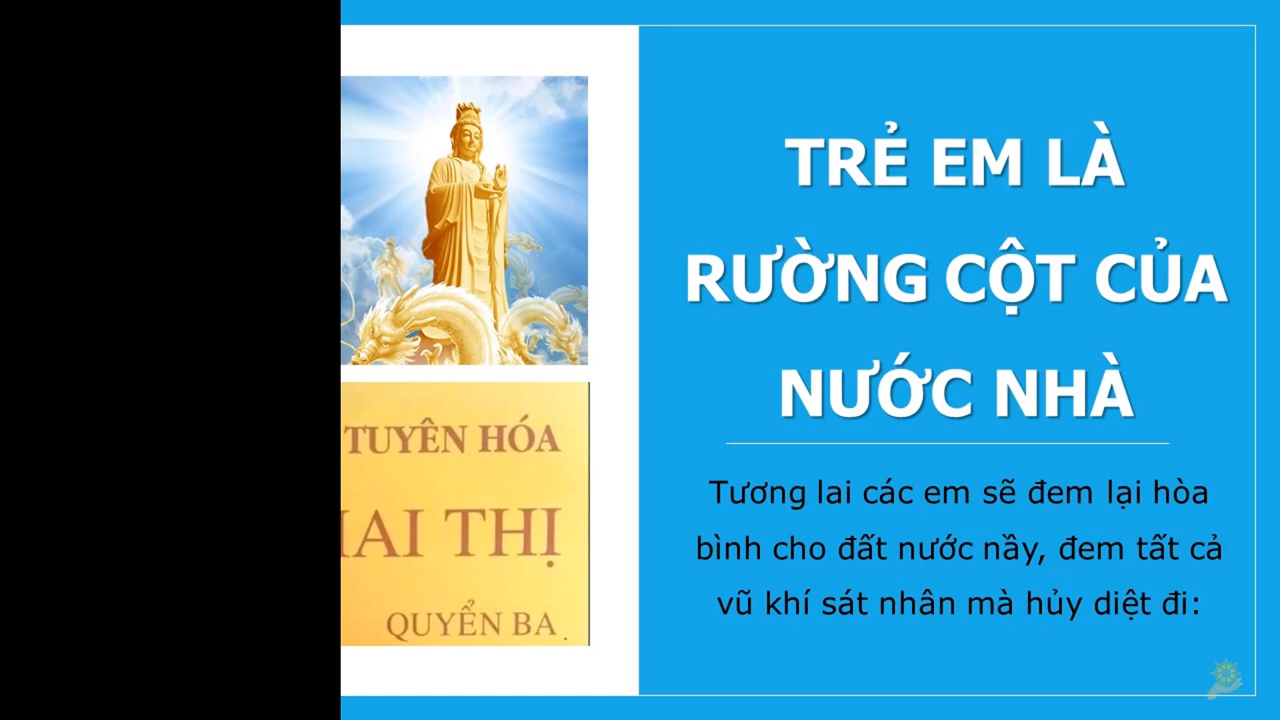 TUYÊN HÓA
HAI THỊ
QUYỂN BA
TRẺ EM LÀ
RƯỜNG CỘT CỦA
NƯỚC NHÀ
Tương lai các em sẽ đem lại hòa
bình cho đất nước nầy, đem tất cả
vũ khí sát nhân mà hủy diệt đi: